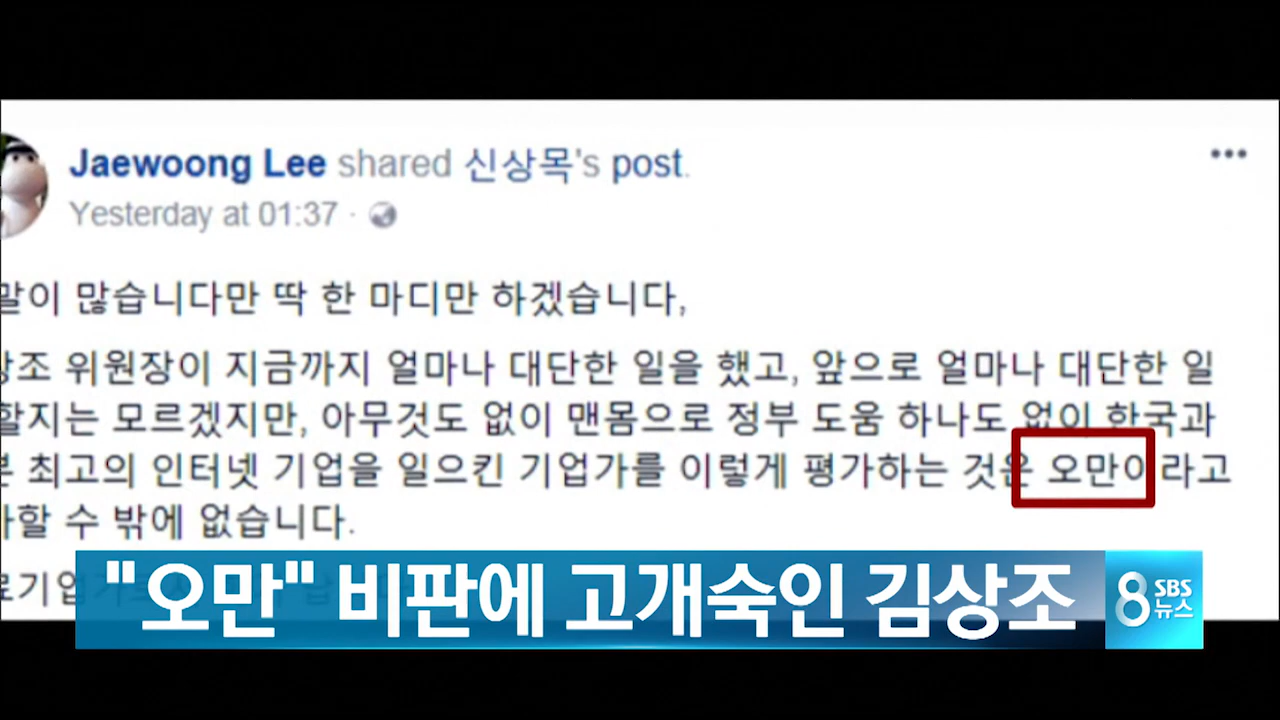 Jaewoong Lee shared 신상목's post.
Yesterday at 01:37 ·
말이 많습니다만 딱 한 마디만 하겠습니다,
상조 위원장이 지금까지 얼마나 대단한 일을 했고, 앞으로 얼마나 대단한 일
할지는 모르겠지만, 아무것도 없이 맨몸으로 정부 도움 하나도 없이 한국과
최고의 인터넷 기업을 일으킨 기업가를 이렇게 평가하는 것은 오만이라고
할 수 밖에 없습니다.
"오만" 비판에 고개숙인 김상조
8 SBS 뉴스